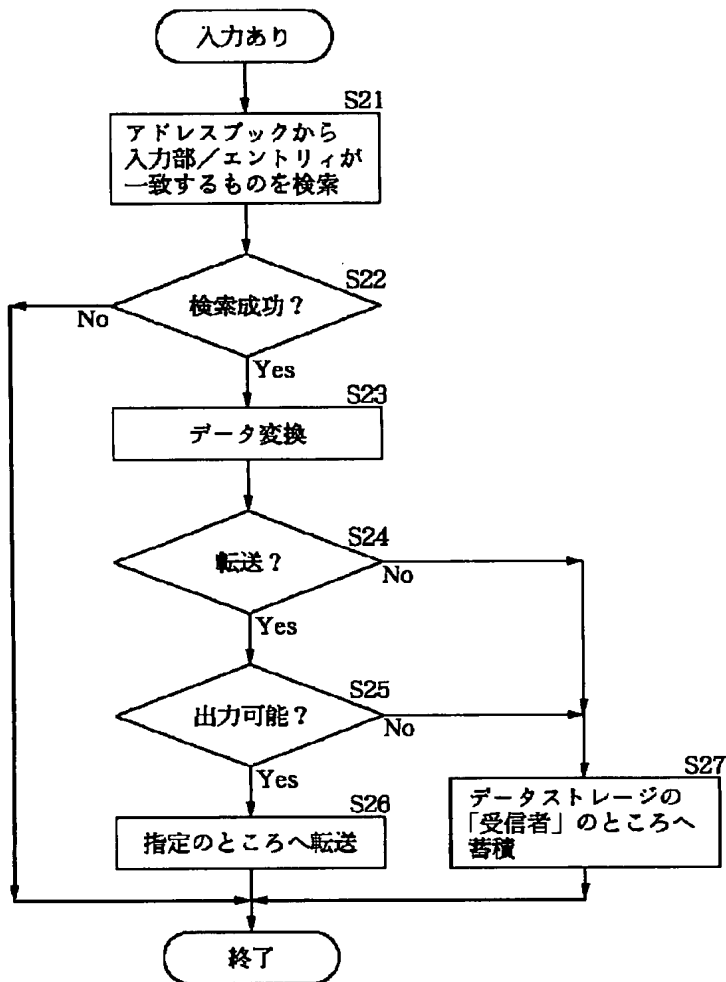 入力あり
S21
アドレスブックから
入力部／エントリィが
一致するものを検索
S22
検索成功？
No
Yes
S23
データ変換
S24
転送？
No
Yes
S25
出力可能？
No
Yes
S26
指定のところへ転送
S27
データストレージの
「受信者」のところへ
蓄積
終了